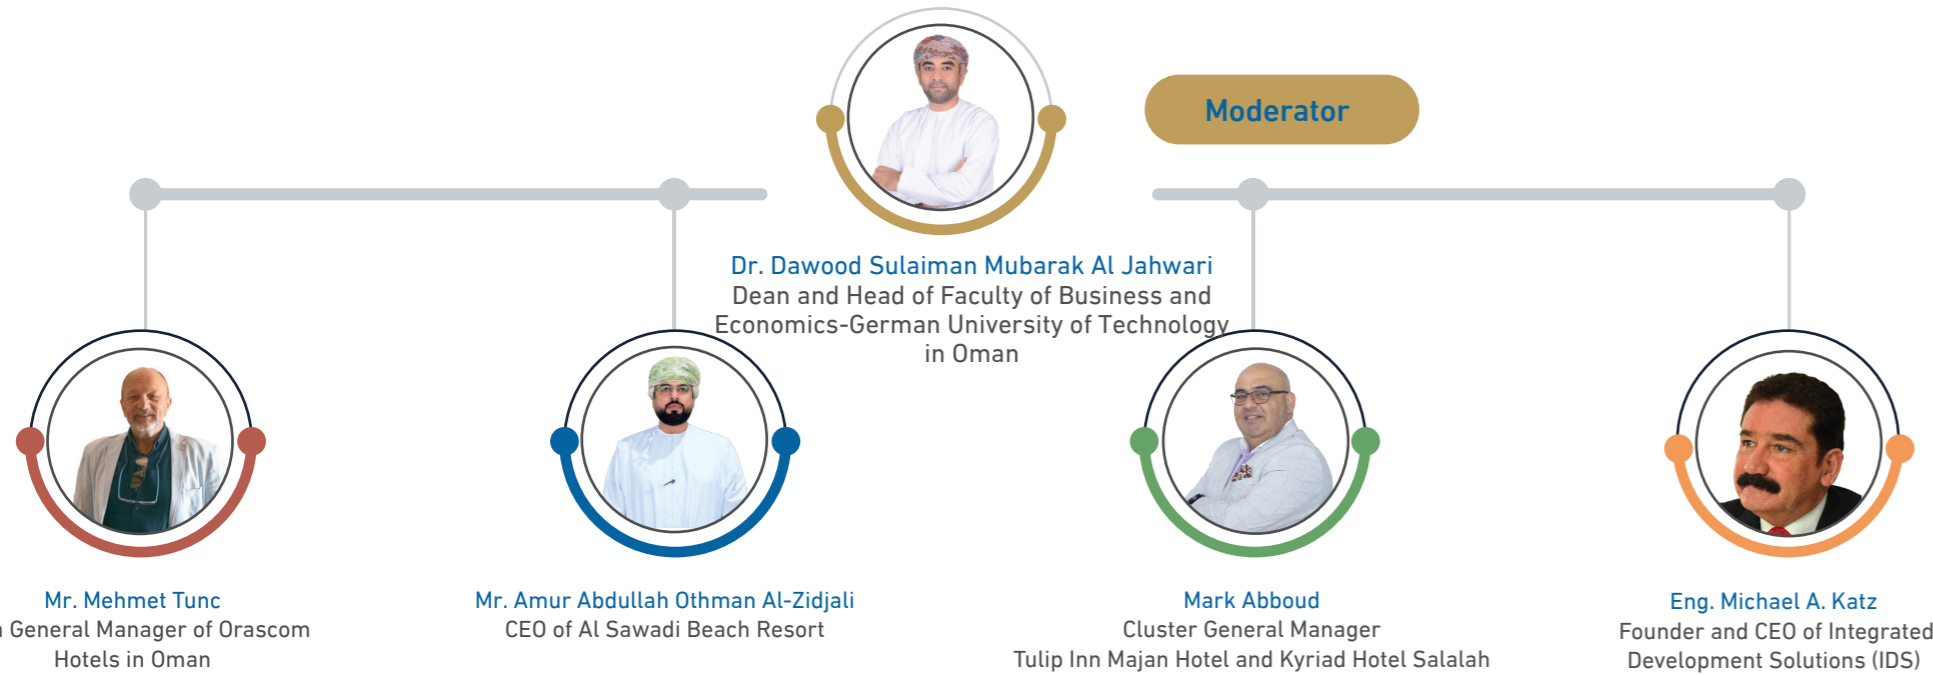 Moderator
Dr. Dawood Sulaiman Mubarak Al Jahwari
Dean and Head of Faculty of Business and
Economics-German University of Technology
in Oman
Mr. Mehmet Tunc
General Manager of Orascom
Hotels in Oman
Mr. Amur Abdullah Othman Al-Zidjali
CEO of Al Sawadi Beach Resort
Mark Abboud
Cluster General Manager
Tulip Inn Majan Hotel and Kyriad Hotel Salalah
Eng. Michael A. Katz
Founder and CEO of Integrated
Development Solutions (IDS)